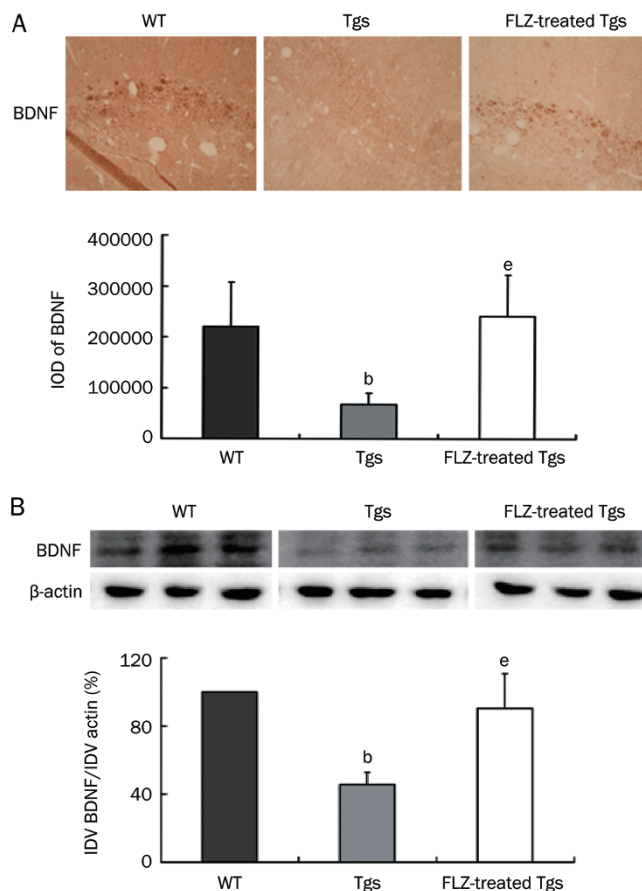 A
WT Tgs FLZ-treated Tgs
BDNF
400000
300000
200000
100000
0
IOD of BDNF
b
e
WT Tgs FLZ-treated Tgs
B
WT Tgs FLZ-treated Tgs
BDNF
β-actin
120
80
40
0
IDV BDNF/IDV actin (%)
b
e
WT Tgs FLZ-treated Tgs